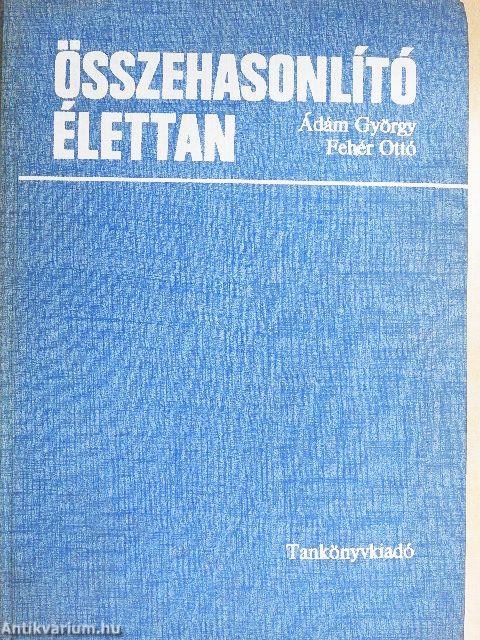 ÖSSZEHASONLÍTÓ
ÉLETTAN
Ádám György
Fehér Ottó
Tankönyvkiadó
Antikvarium.hu